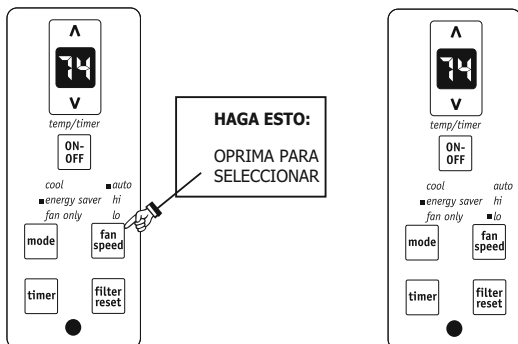 74
temp/timer
ON-
OFF
cool auto
energy saver hi
fan only lo
mode fan
speed
timer filter
reset
HAGA ESTO:
OPRIMA PARA
SELECCIONAR
74
temp/timer
ON-
OFF
cool auto
energy saver hi
fan only lo
mode fan
speed
timer filter
reset